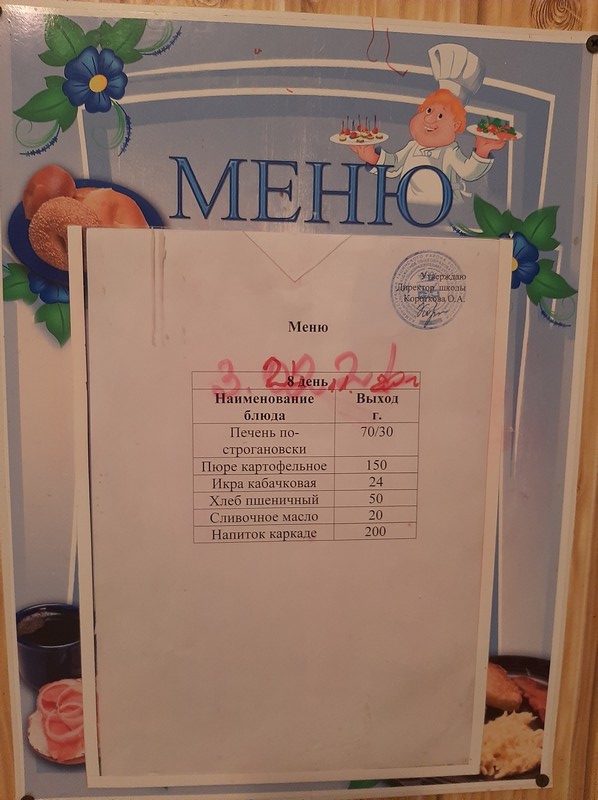 МЕНЮ
Утверждаю
Директор школы
Короткова О.А.
Меню
8 день
Наименование блюда Выход г.
Печень по-строгановски 70/30
Пюре картофельное 150
Икра кабачковая 24
Хлеб пшеничный 50
Сливочное масло 20
Напиток каркаде 200